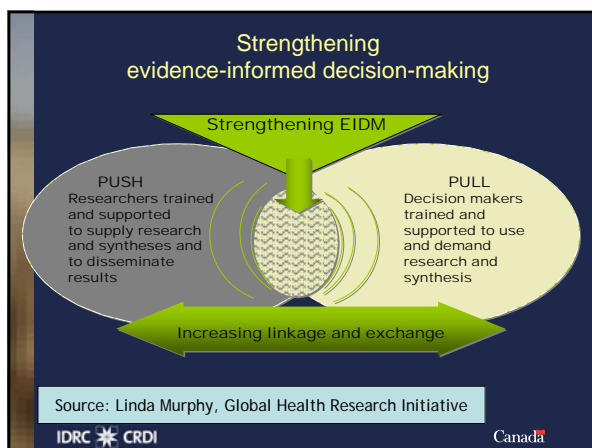 Strengthening
evidence-informed decision-making
Strengthening EIDM
PUSH
Researchers trained
and supported
to supply research
and syntheses and
to disseminate
results
PULL
Decision makers
trained and
supported to use
and demand
research and
synthesis
Increasing linkage and exchange
Source: Linda Murphy, Global Health Research Initiative
IDRC CRDI
Canada